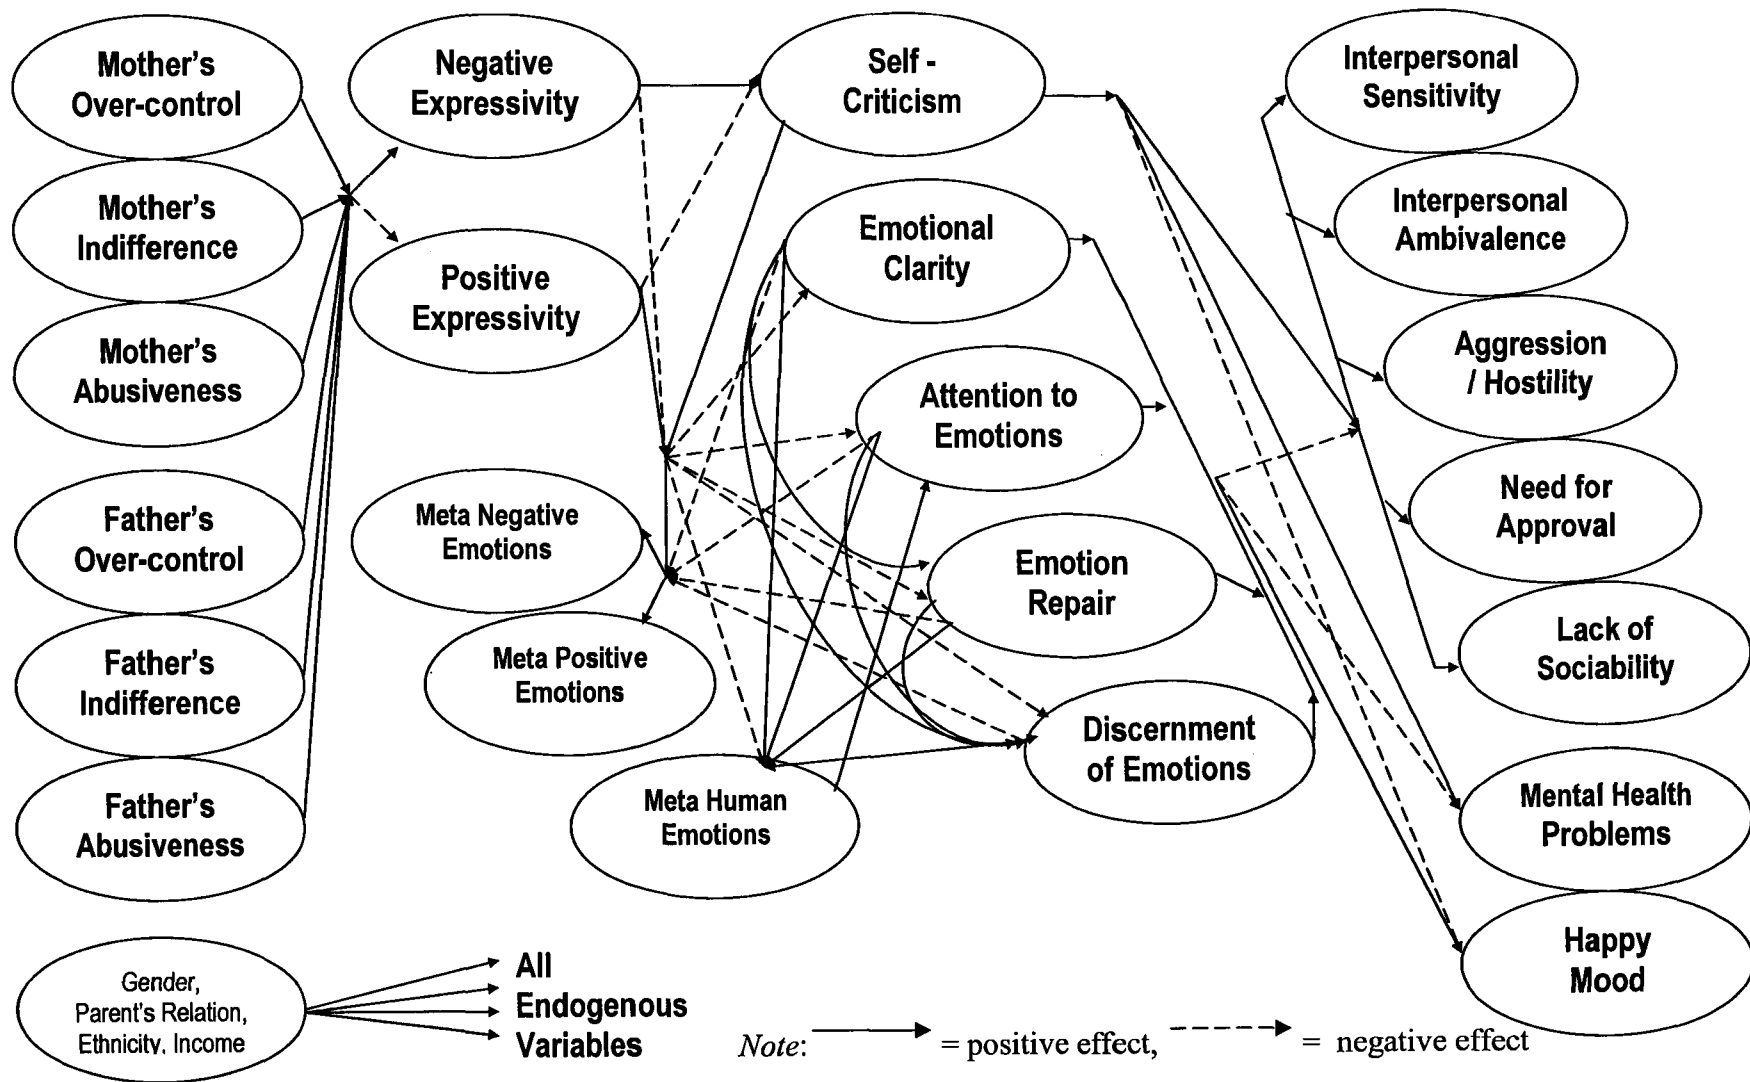 Mother's
Over-control
Mother's
Indifference
Mother's
Abusiveness
Father's
Over-control
Father's
Indifference
Father's
Abusiveness
Gender,
Parent's Relation,
Ethnicity, Income
Negative
Expressivity
Positive
Expressivity
Meta Negative
Emotions
Meta Positive
Emotions
Meta Human
Emotions
All
Endogenous
Variables
Self -
Criticism
Emotional
Clarity
Attention to
Emotions
Emotion
Repair
Discernment
of Emotions
Interpersonal
Sensitivity
Interpersonal
Ambivalence
Aggression
/ Hostility
Need for
Approval
Lack of
Sociability
Mental Health
Problems
Happy
Mood
Note: = positive effect, = negative effect